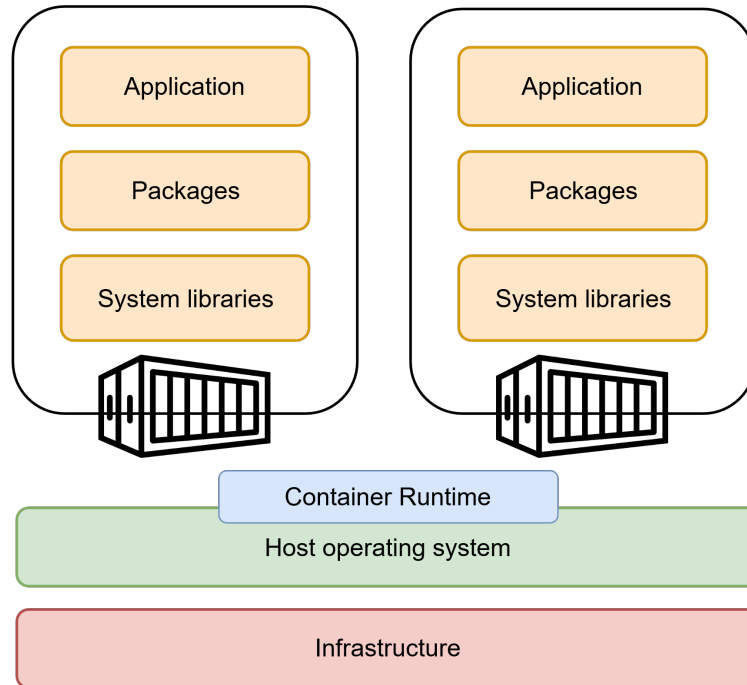 Application
Packages
System libraries
Application
Packages
System libraries
Container Runtime
Host operating system
Infrastructure